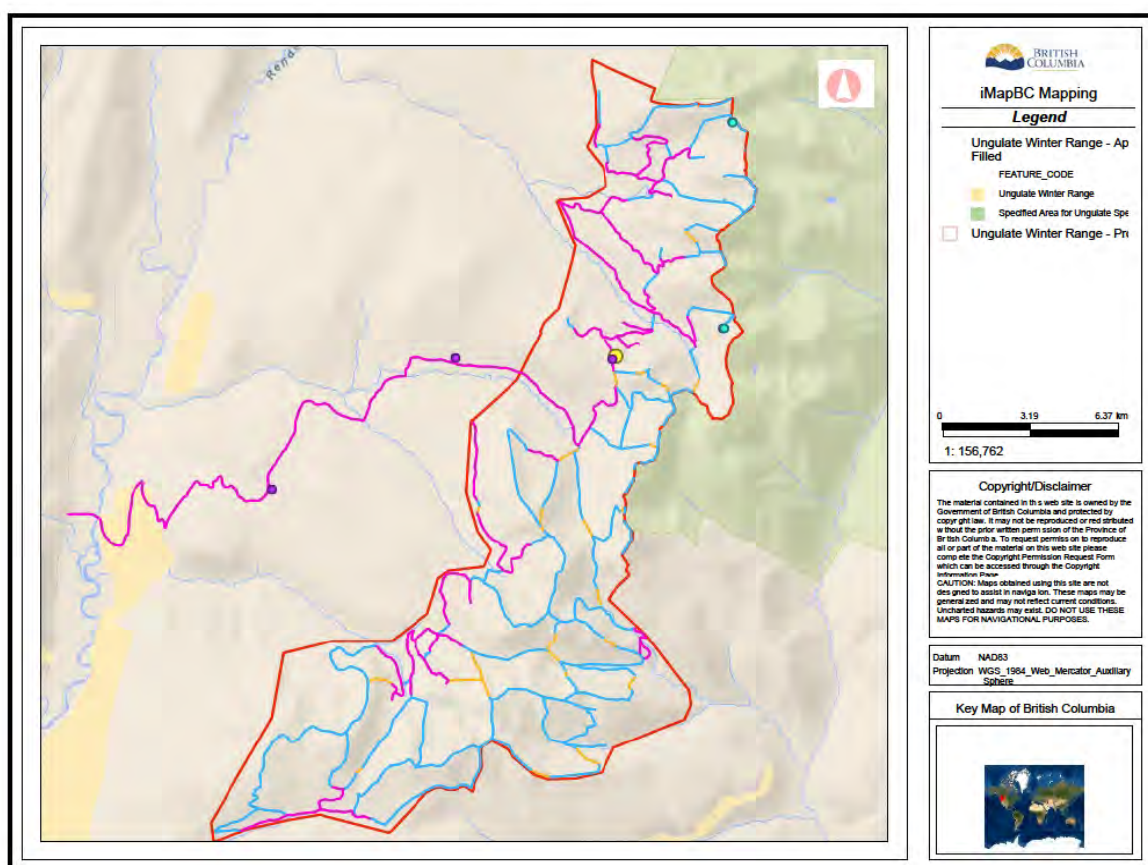 Rend
BRITISH
COLUMBIA
iMapBC Mapping
Legend
Ungulate Winter Range - Ap
Filled
FEATURE_CODE
Ungulate Winter Range
Specified Area for Ungulate Spe
Ungulate Winter Range - Pro
0 3.19 6.37 km
1: 156,762
Copyright/Disclaimer
The material contained in th s web site is owned by the
Government of British Columbia and protected by
copyr ght law. It may not be reproduced or red stributed
w thout the prior written perm ssion of the Province of
Br tish Columb a. To request permiss on to reproduce
all or part of the material on this web site please
comp ete the Copyright Permission Request Form
which can be accessed through the Copyright
Information Page
CAUTION: Maps obtained using this site are not
des gned to assist in naviga ion. These maps may be
general zed and may not reflect current conditions.
Uncharted hazards may exist. DO NOT USE THESE
MAPS FOR NAVIGATIONAL PURPOSES.
Datum NAD83
Projection WGS_1984_Web_Mercator_Auxiliary
_Sphere
Key Map of British Columbia